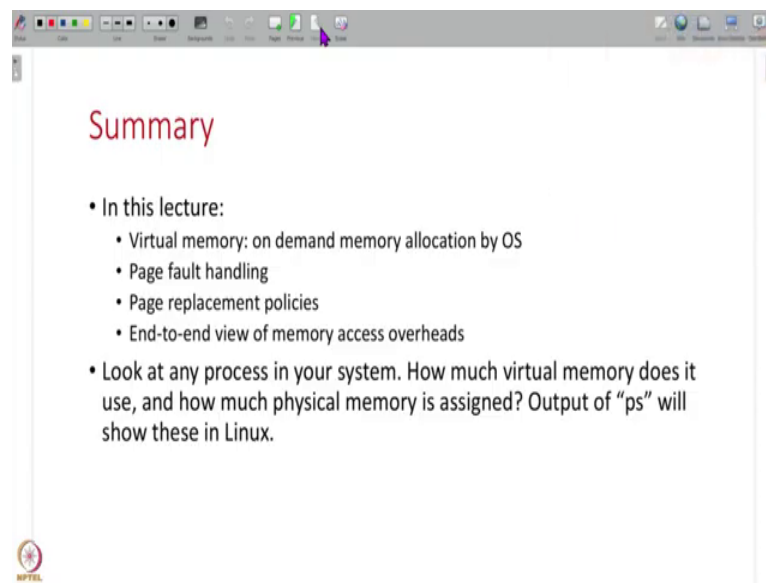 Summary
• In this lecture:
• Virtual memory: on demand memory allocation by OS
• Page fault handling
• Page replacement policies
• End-to-end view of memory access overheads
• Look at any process in your system. How much virtual memory does it
use, and how much physical memory is assigned? Output of “ps” will
show these in Linux.
NPTEL